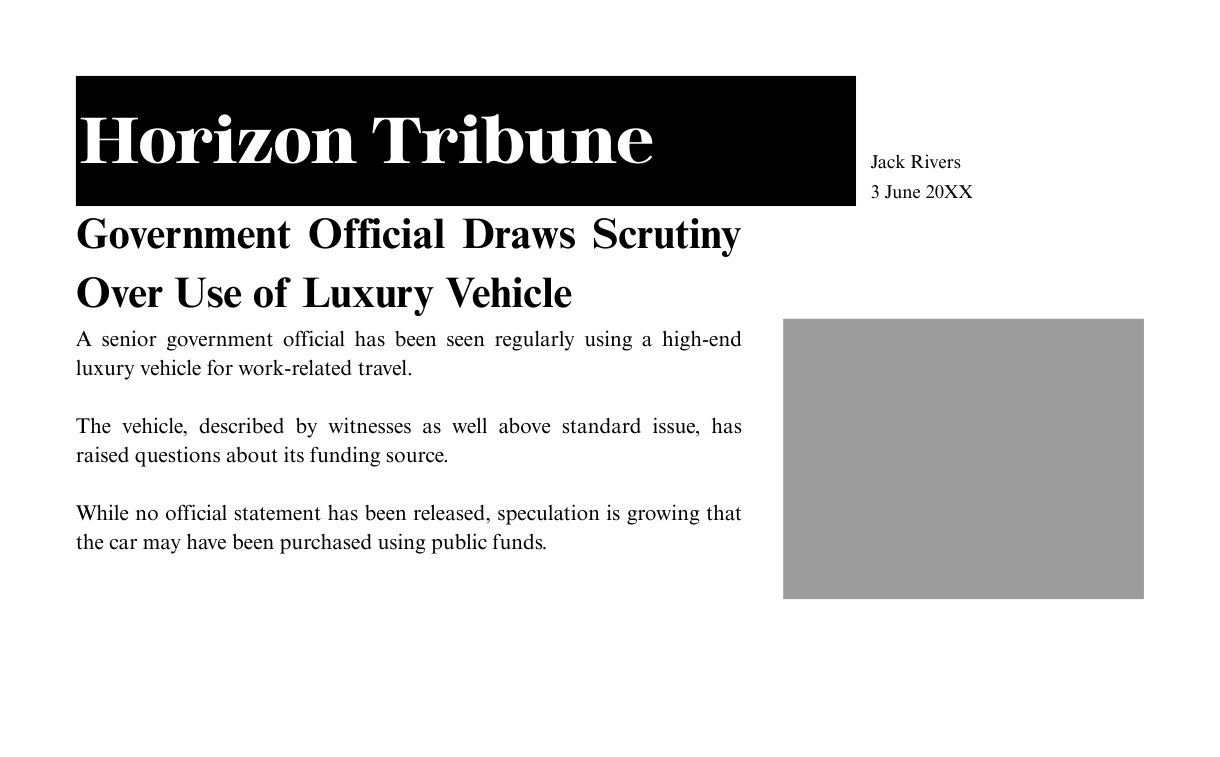 Horizon Tribune
Jack Rivers
3 June 20XX
Government Official Draws Scrutiny
Over Use of Luxury Vehicle
A senior government official has been seen regularly using a high-end
luxury vehicle for work-related travel.
The vehicle, described by witnesses as well above standard issue, has
raised questions about its funding source.
While no official statement has been released, speculation is growing that
the car may have been purchased using public funds.